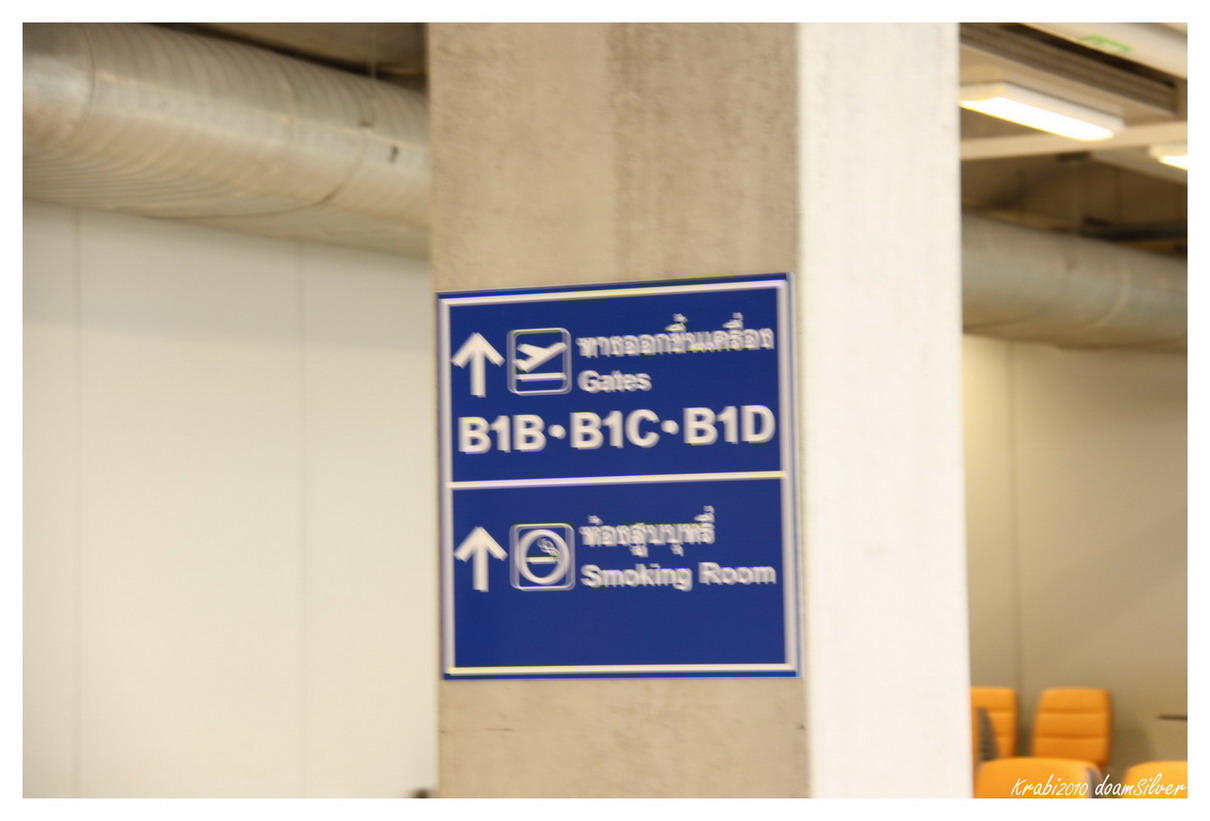 ทางออกขึ้นเครื่อง
Gates
B1B•B1C•B1D
ห้องสูบบุหรี่
Smoking Room
Krabi2010 doamSilver